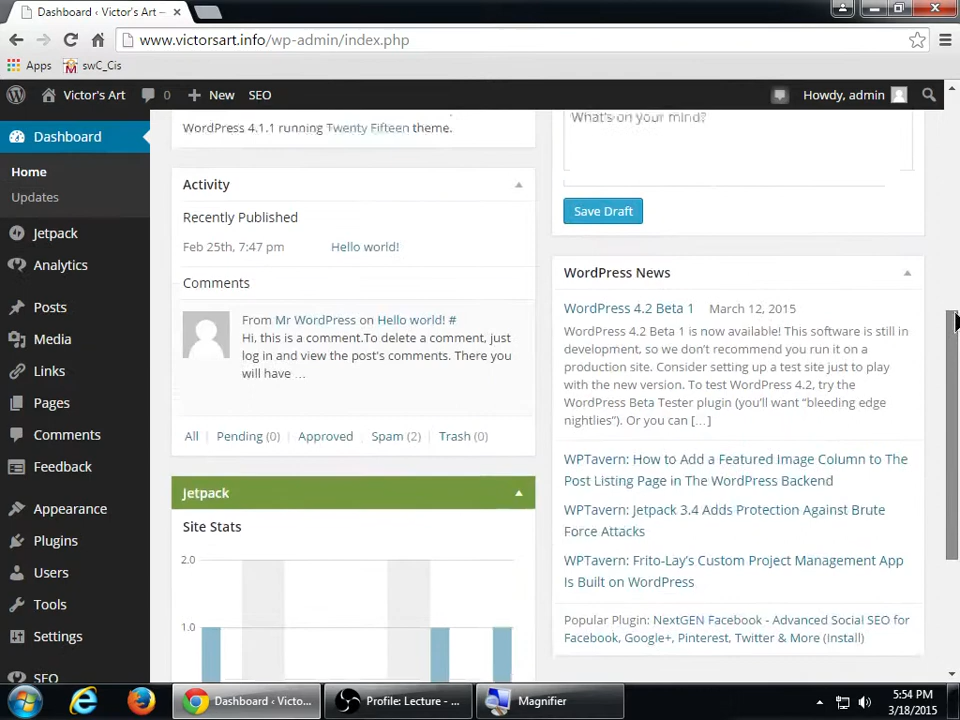 Dashboard ‹ Victor's Art –
www.victorsart.info/wp-admin/index.php
Apps swC_Cis
Victor's Art 0 New SEO Howdy, admin
Dashboard
Home
Updates
Jetpack
Analytics
Posts
Media
Links
Pages
Comments
Feedback
Appearance
Plugins
Users
Tools
Settings
SEO
WordPress 4.1.1 running Twenty Fifteen theme.
Activity
Recently Published
Feb 25th, 7:47 pm Hello world!
Comments
From Mr WordPress on Hello world! #
Hi, this is a comment.To delete a comment, just
log in and view the post's comments. There you
will have …
All | Pending (0) | Approved | Spam (2) | Trash (0)
Jetpack
Site Stats
2.0
1.0
What's on your mind?
Save Draft
WordPress News
WordPress 4.2 Beta 1 March 12, 2015
WordPress 4.2 Beta 1 is now available! This software is still in
development, so we don't recommend you run it on a
production site. Consider setting up a test site just to play
with the new version. To test WordPress 4.2, try the
WordPress Beta Tester plugin (you'll want "bleeding edge
nightlies"). Or you can […]
WPTavern: How to Add a Featured Image Column to The
Post Listing Page in The WordPress Backend
WPTavern: Jetpack 3.4 Adds Protection Against Brute
Force Attacks
WPTavern: Frito-Lay's Custom Project Management App
Is Built on WordPress
Popular Plugin: NextGEN Facebook - Advanced Social SEO for
Facebook, Google+, Pinterest, Twitter & More (Install)
Dashboard ‹ Victo...
Profile: Lecture - ...
Magnifier
5:54 PM
3/18/2015